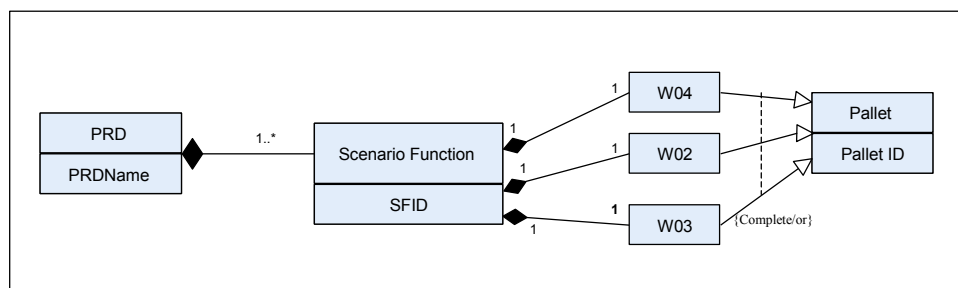 PRD
PRDName
1..*
Scenario Function
SFID
1
1
1
1
1
1
W04
W02
W03
Pallet
Pallet ID
{Complete/or}